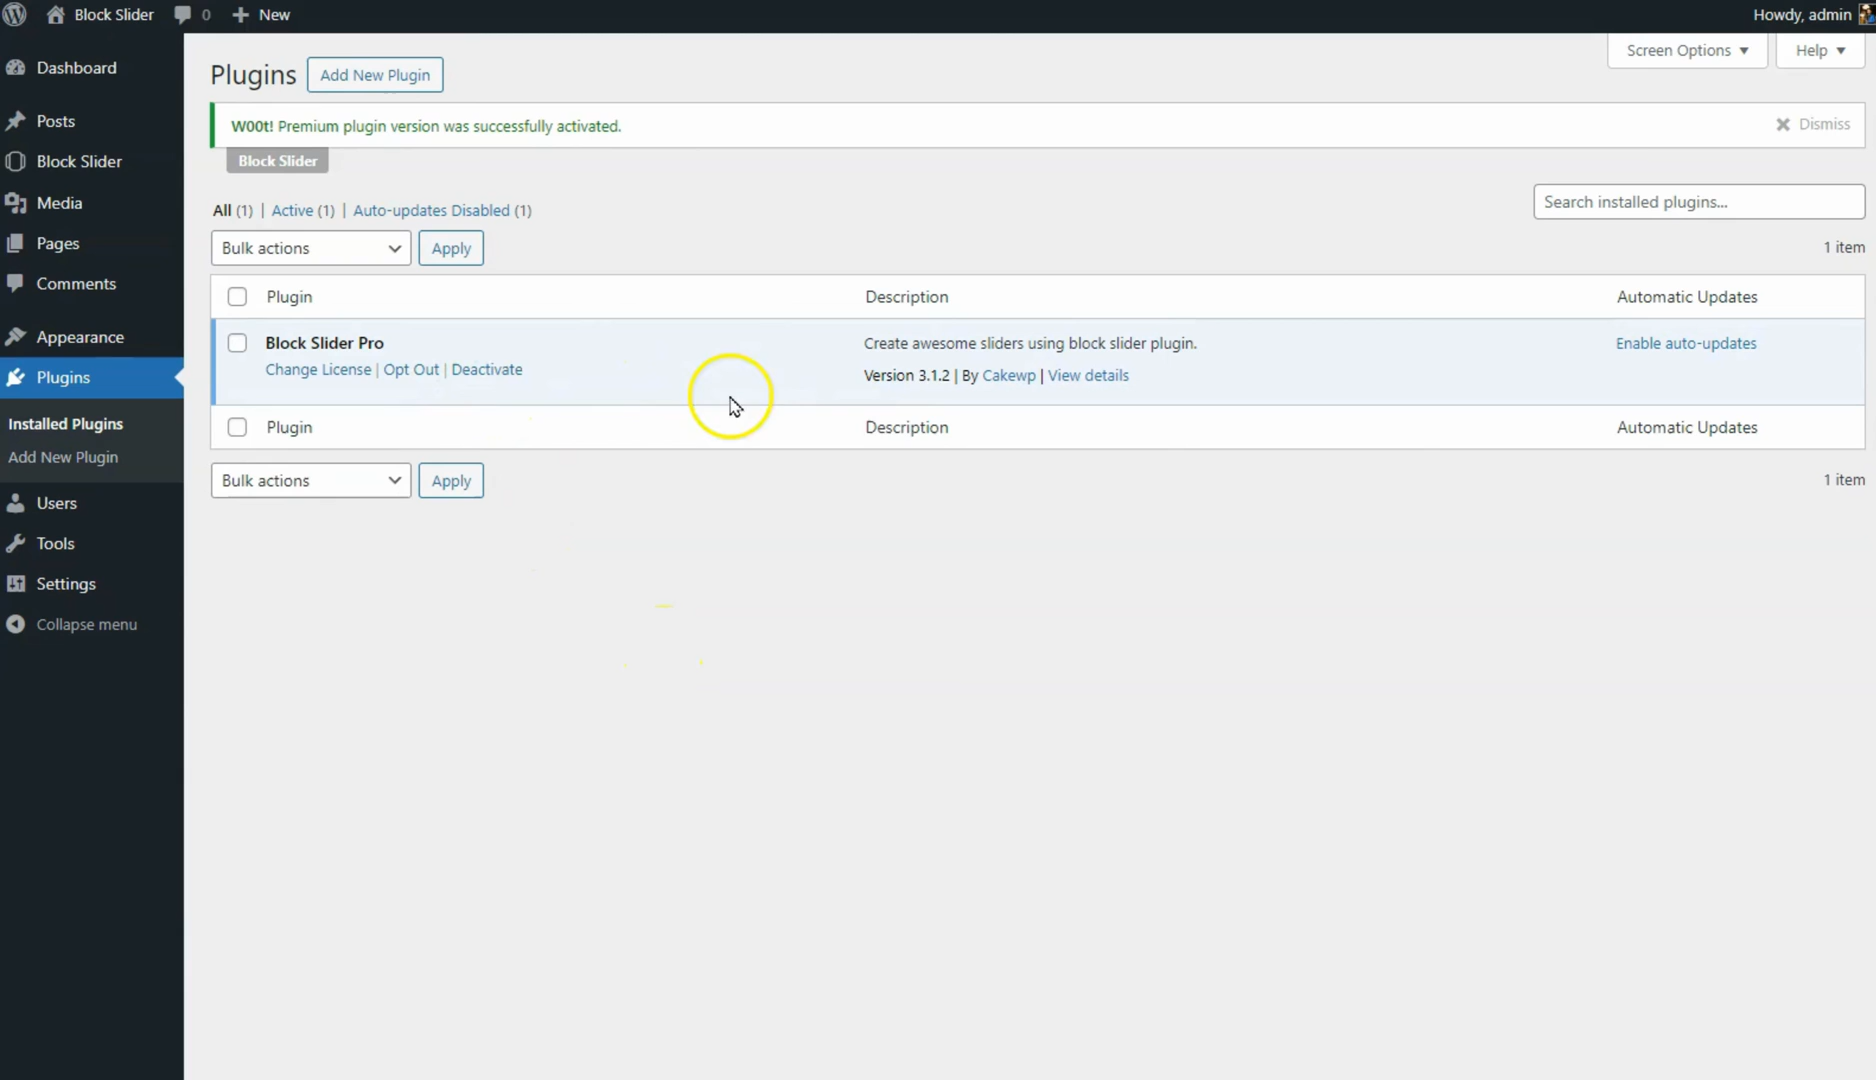 Block Slider 0 New Howdy, admin
Dashboard
Posts
Block Slider
Media
Pages
Comments
Appearance
Plugins
Installed Plugins
Add New Plugin
Users
Tools
Settings
Collapse menu
Screen Options Help
Plugins Add New Plugin
W00t! Premium plugin version was successfully activated. Dismiss
Block Slider
All (1) | Active (1) | Auto-updates Disabled (1)
Search installed plugins...
Bulk actions Apply 1 item
Plugin Description Automatic Updates
Block Slider Pro Create awesome sliders using block slider plugin. Enable auto-updates
Change License | Opt Out | Deactivate Version 3.1.2 | By Cakewp | View details
Plugin Description Automatic Updates
Bulk actions Apply 1 item